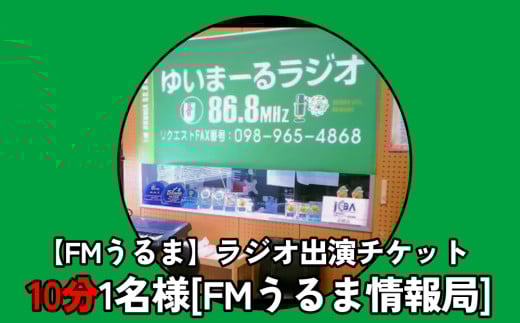 ゆいまーるラジオ
86.8MHz
リクエストFAX番号:098-965-4868
JCBA
【FMうるま】ラジオ出演チケット
10分1名様[FMうるま情報局]